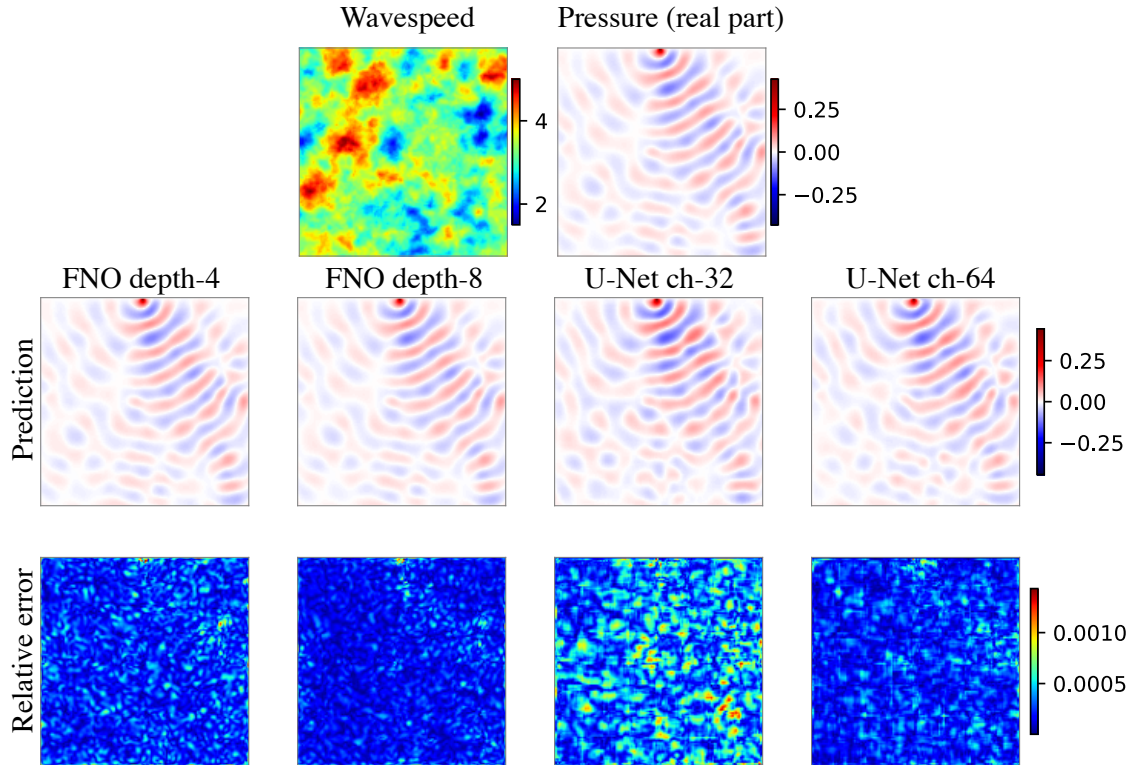 Wavespeed
Pressure (real part)
4
2
0.25
0.00
−0.25
FNO depth-4
FNO depth-8
U-Net ch-32
U-Net ch-64
Prediction
0.25
0.00
−0.25
Relative error
0.0010
0.0005